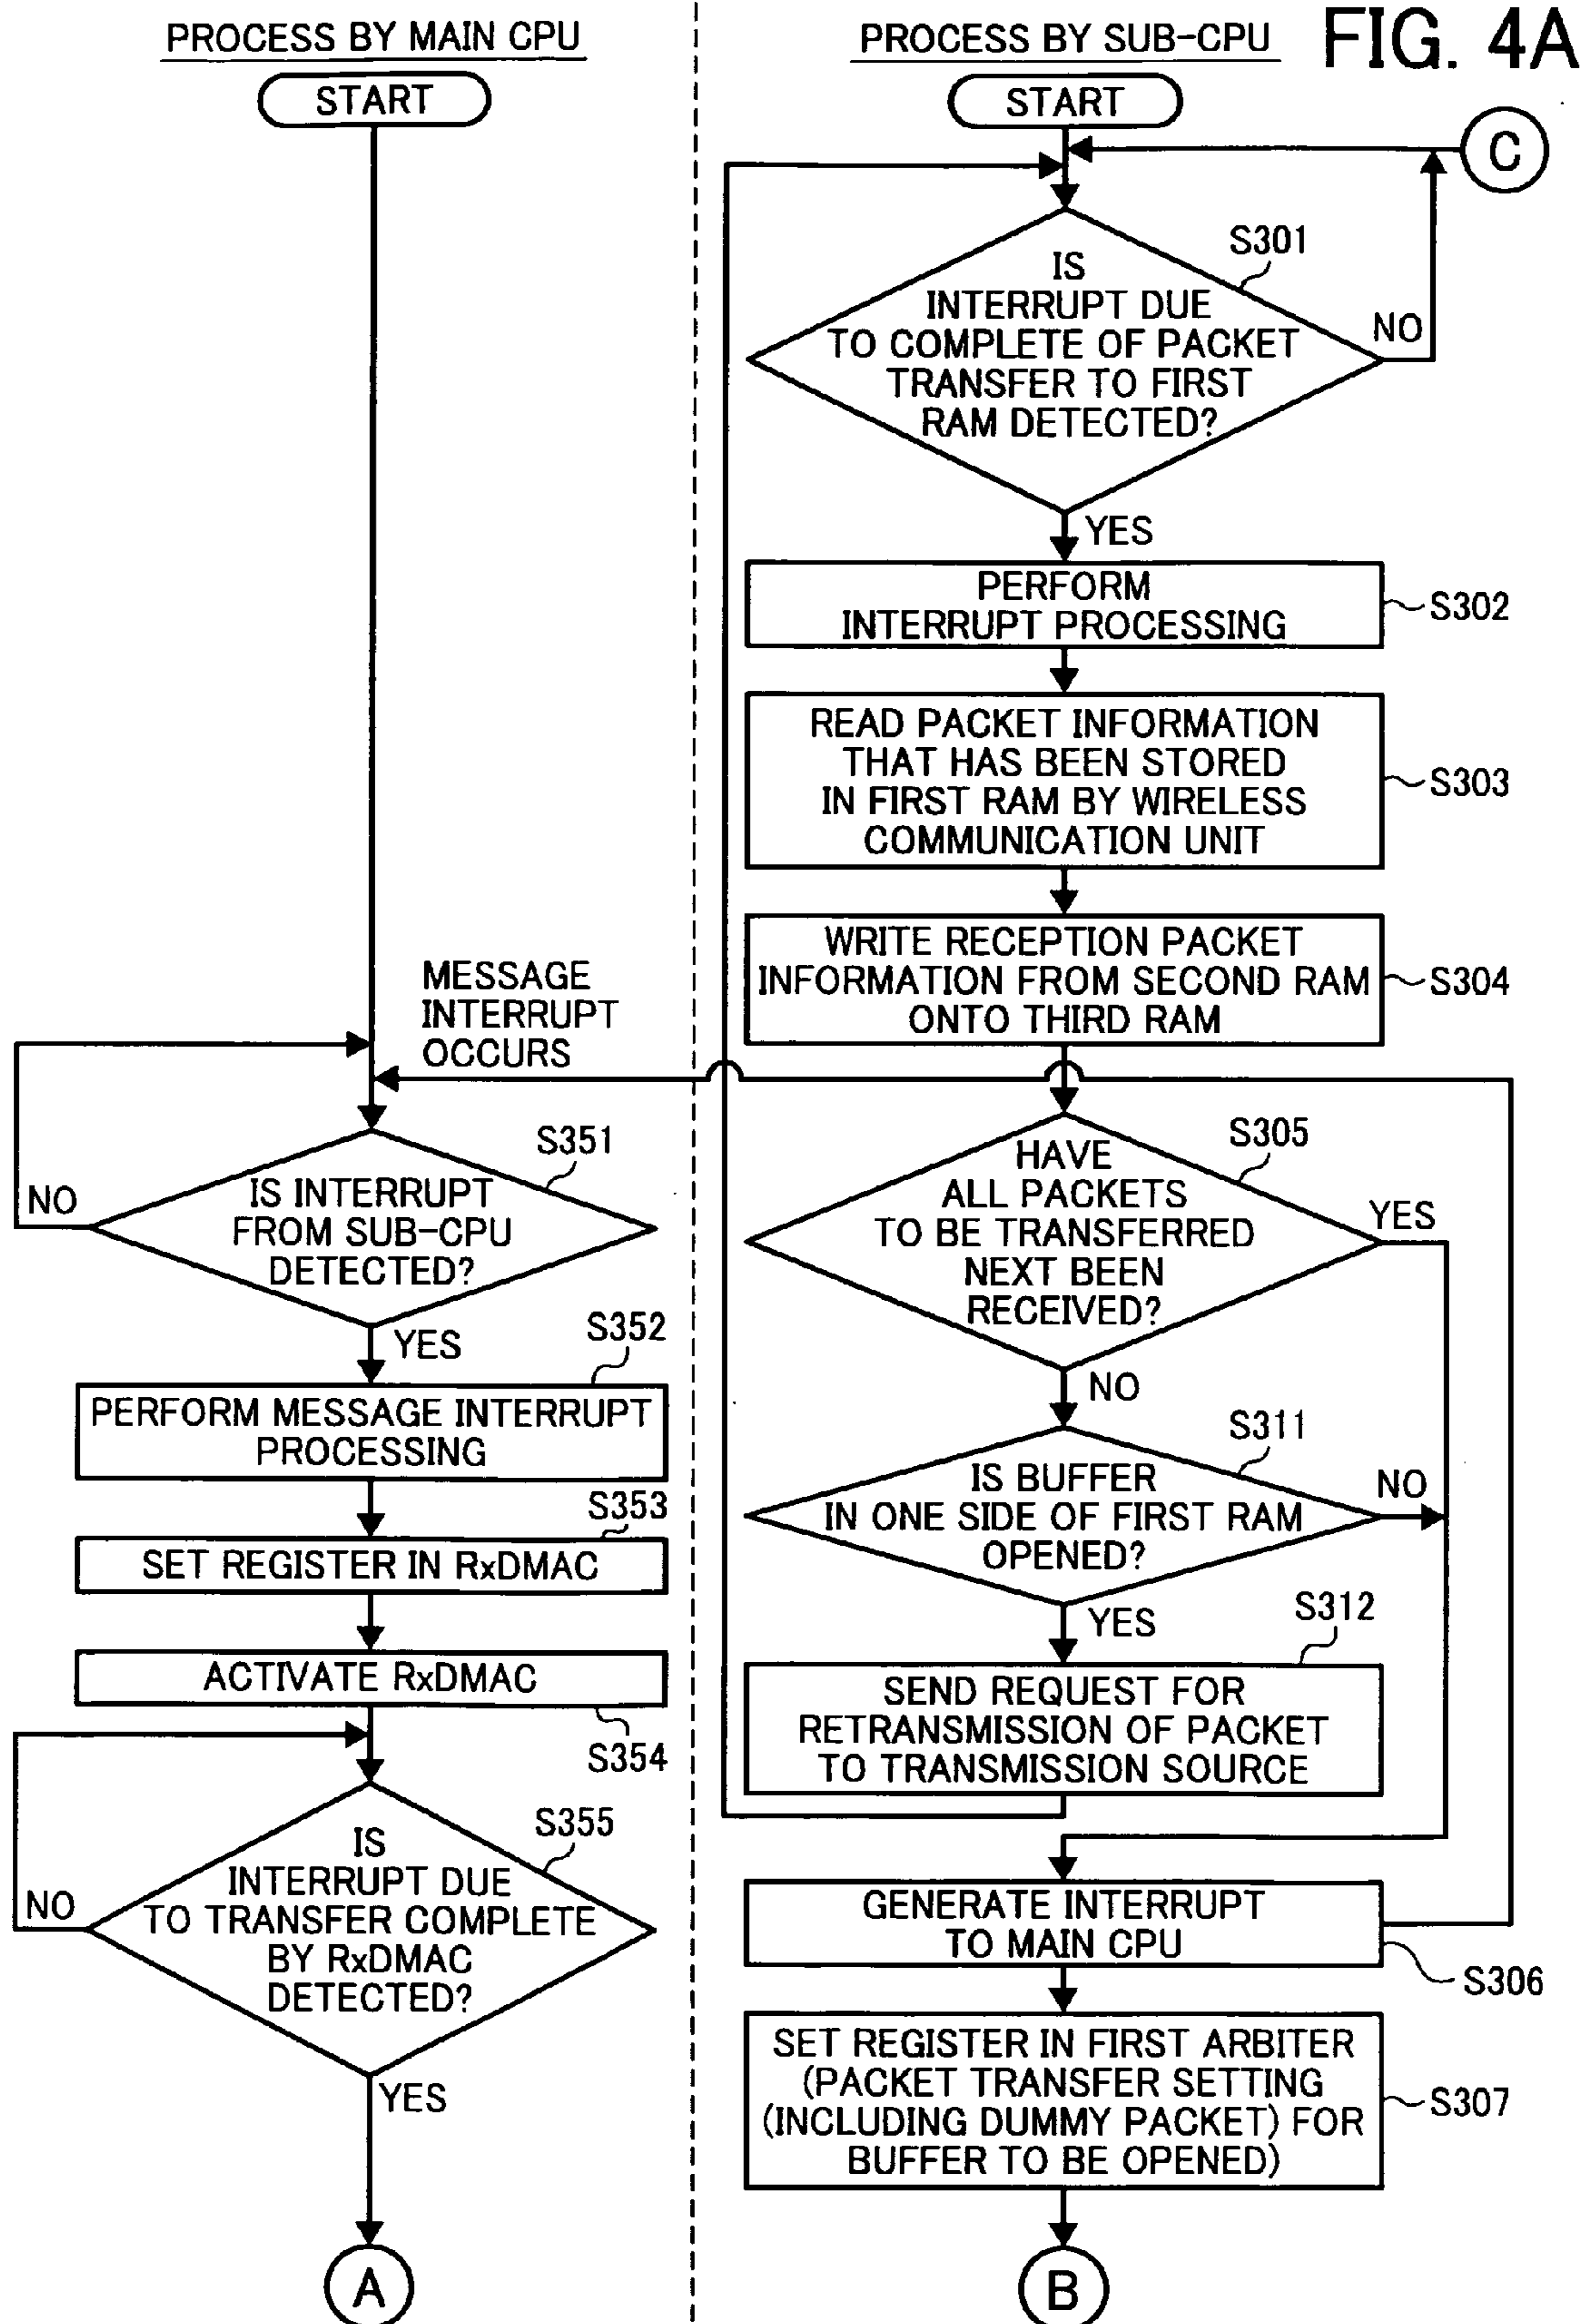 FIG. 4A
PROCESS BY MAIN CPU
START
MESSAGE
INTERRUPT
OCCURS
S351
IS INTERRUPT
FROM SUB-CPU
DETECTED?
NO
YES
S352
PERFORM MESSAGE INTERRUPT
PROCESSING
S353
SET REGISTER IN RxDMAC
ACTIVATE RxDMAC
S354
S355
IS
INTERRUPT DUE
TO TRANSFER COMPLETE
BY RxDMAC
DETECTED?
NO
YES
A
PROCESS BY SUB-CPU
START
C
S301
IS
INTERRUPT DUE
TO COMPLETE OF PACKET
TRANSFER TO FIRST
RAM DETECTED?
NO
YES
PERFORM
INTERRUPT PROCESSING
S302
READ PACKET INFORMATION
THAT HAS BEEN STORED
IN FIRST RAM BY WIRELESS
COMMUNICATION UNIT
S303
WRITE RECEPTION PACKET
INFORMATION FROM SECOND RAM
ONTO THIRD RAM
S304
S305
HAVE
ALL PACKETS
TO BE TRANSFERRED
NEXT BEEN
RECEIVED?
YES
NO
S311
IS BUFFER
IN ONE SIDE OF FIRST RAM
OPENED?
NO
YES
S312
SEND REQUEST FOR
RETRANSMISSION OF PACKET
TO TRANSMISSION SOURCE
GENERATE INTERRUPT
TO MAIN CPU
S306
SET REGISTER IN FIRST ARBITER
(PACKET TRANSFER SETTING
(INCLUDING DUMMY PACKET) FOR
BUFFER TO BE OPENED)
S307
B